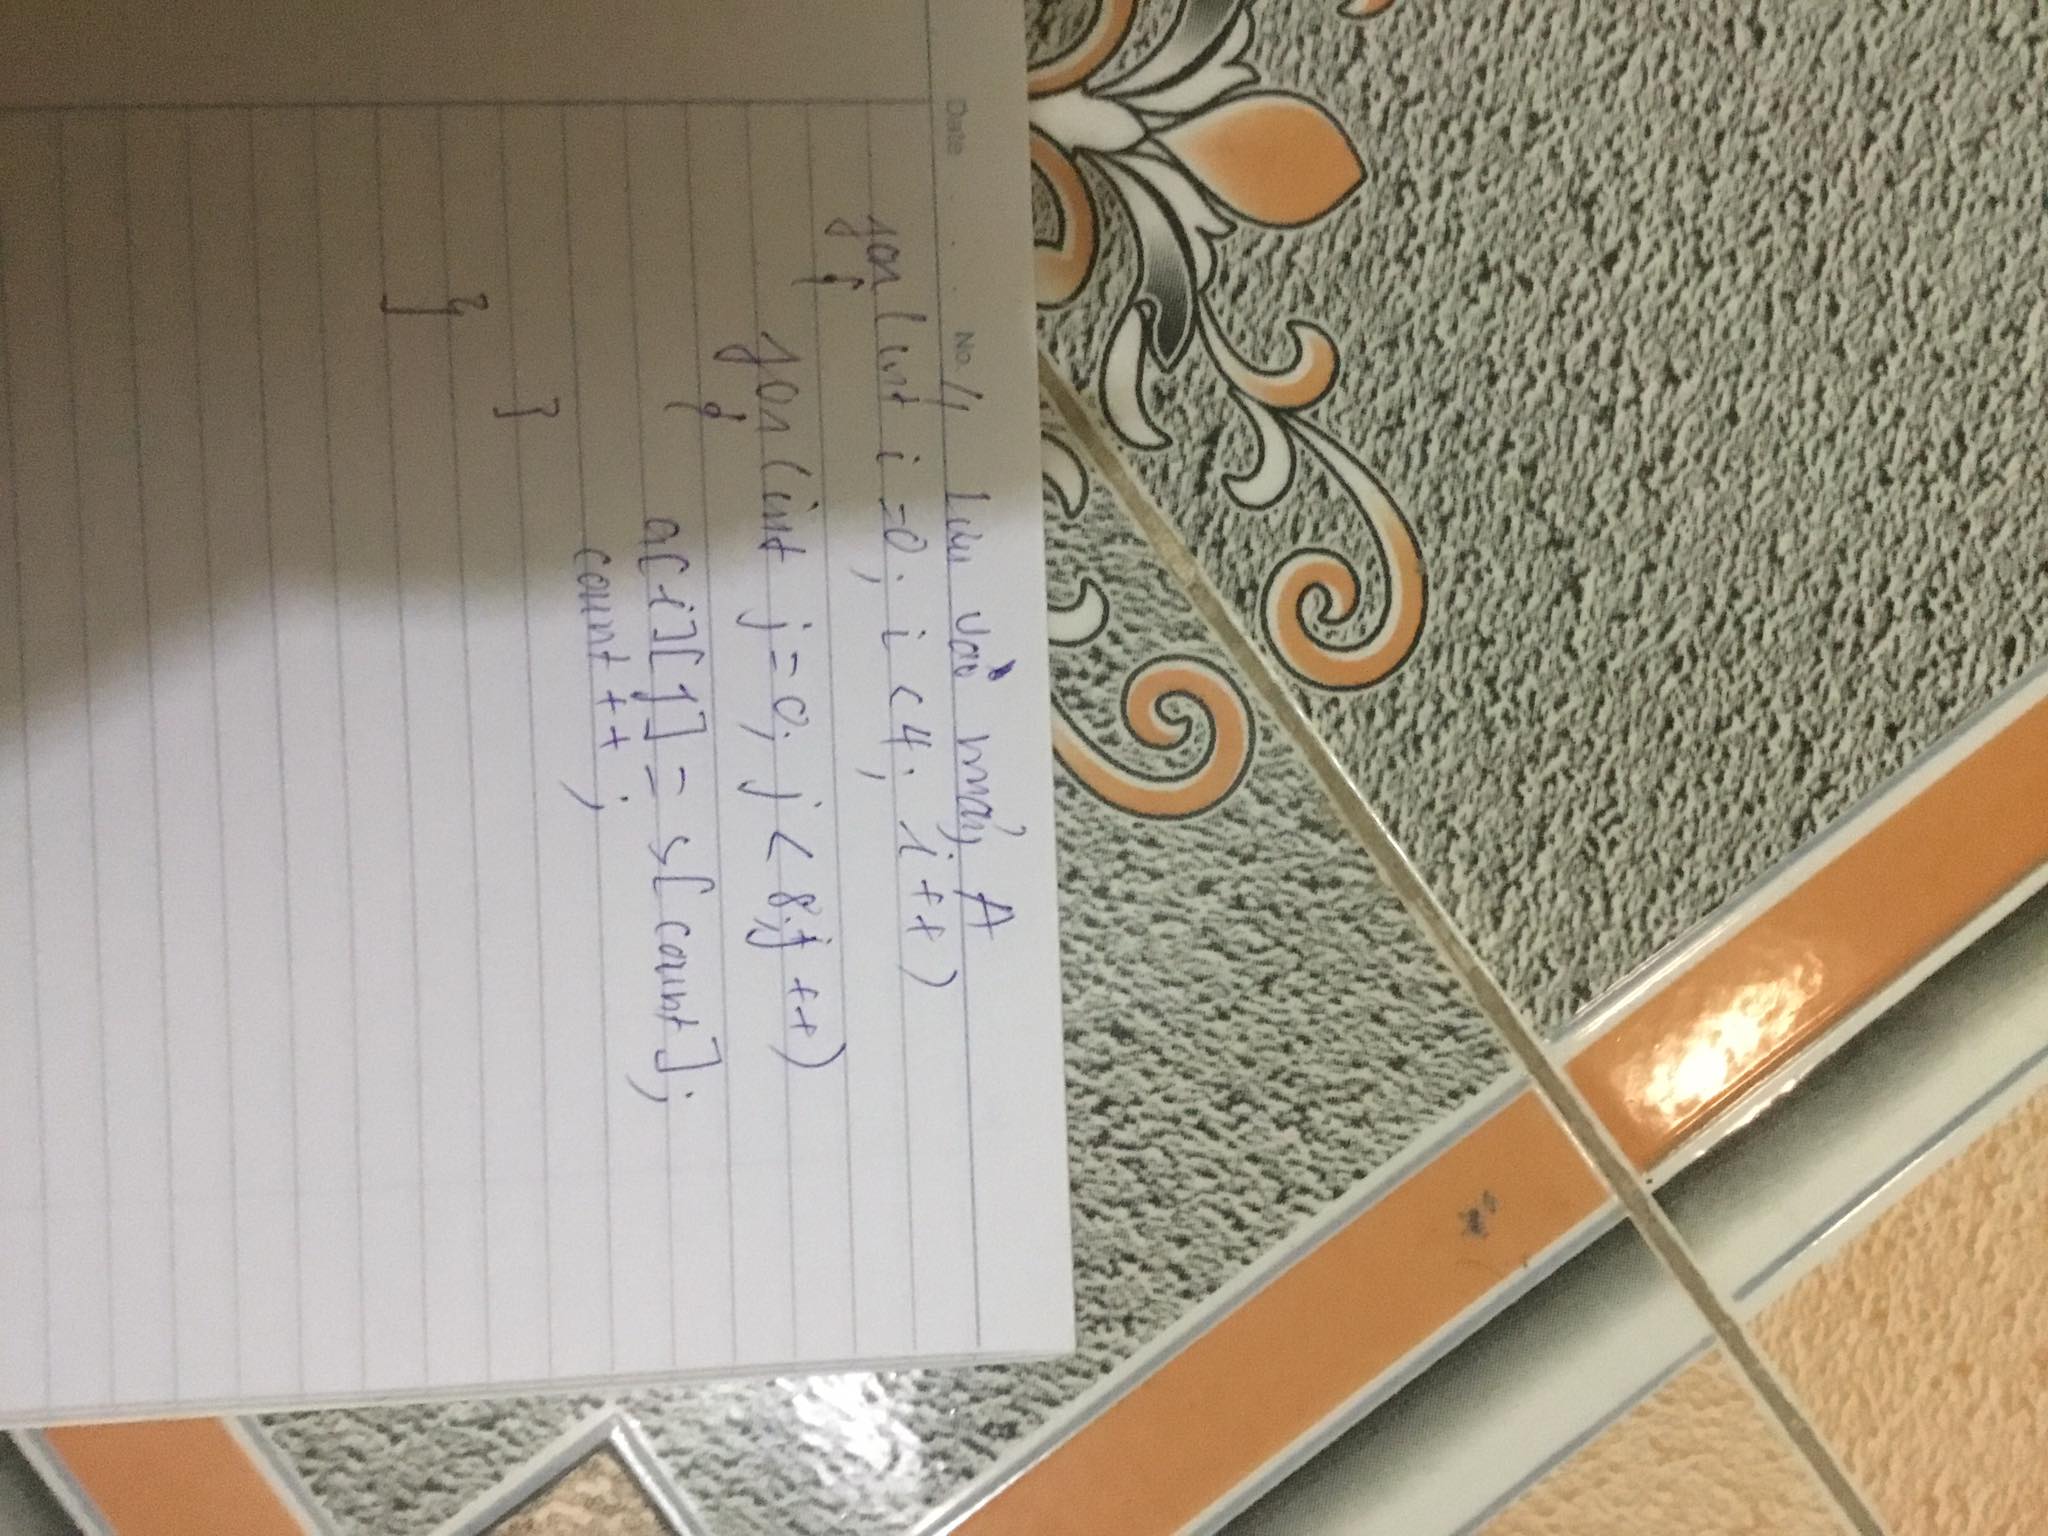 Date . . . No.
// Lưu vào mảng A
for (int i =0; i < 4; i ++)
{
for (int j=0; j < 8; j ++)
{
a[i][j] = s[count];
count ++ ;
}
}